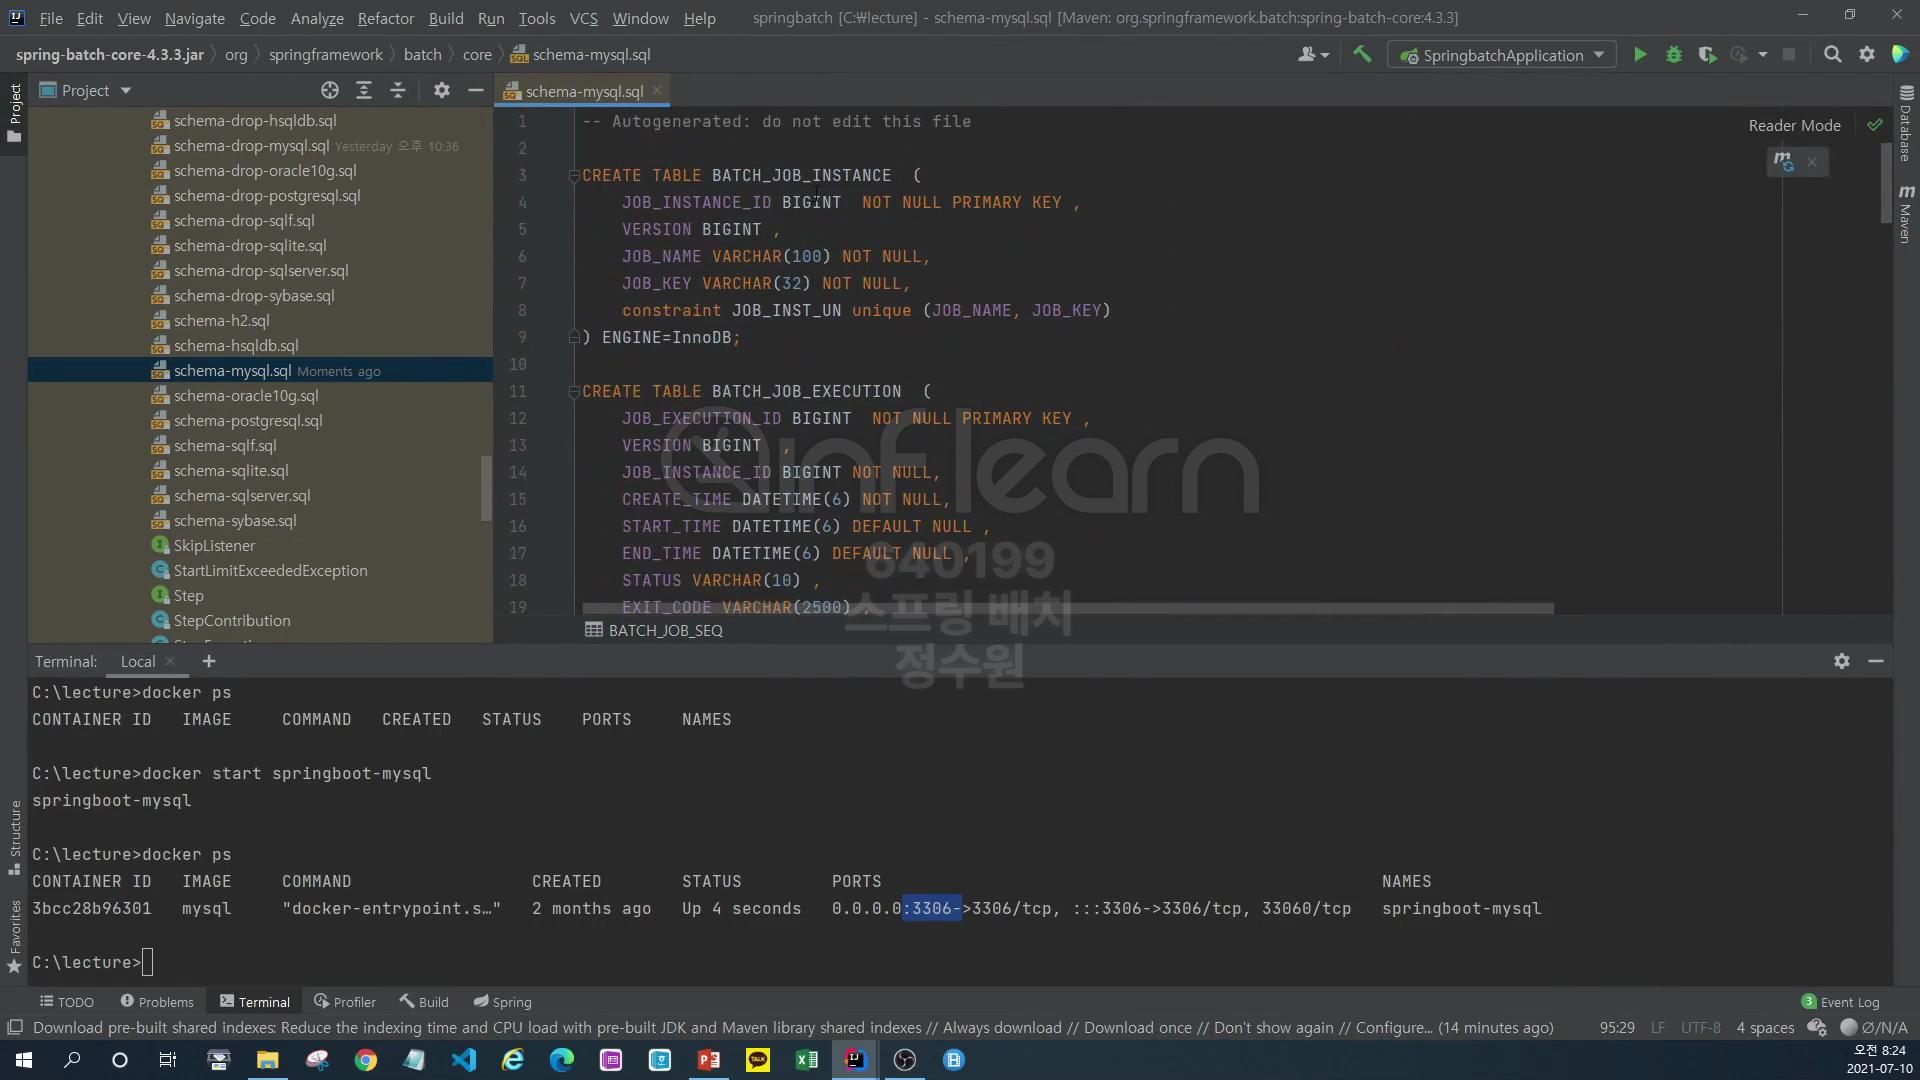 File Edit View Navigate Code Analyze Refactor Build Run Tools VCS Window Help springbatch [C:₩lecture] - schema-mysql.sql [Maven: org.springframework.batch:spring-batch-core:4.3.3]
spring-batch-core-4.3.3.jar org springframework batch core schema-mysql.sql SpringbatchApplication
Project
Project
schema-mysql.sql
schema-drop-hsqldb.sql
schema-drop-mysql.sql Yesterday 오후 10:36
schema-drop-oracle10g.sql
schema-drop-postgresql.sql
schema-drop-sqlf.sql
schema-drop-sqlite.sql
schema-drop-sqlserver.sql
schema-drop-sybase.sql
schema-h2.sql
schema-hsqldb.sql
schema-mysql.sql Moments ago
schema-oracle10g.sql
schema-postgresql.sql
schema-sqlf.sql
schema-sqlite.sql
schema-sqlserver.sql
schema-sybase.sql
SkipListener
StartLimitExceededException
Step
StepContribution
1 -- Autogenerated: do not edit this file
Reader Mode
2
3 CREATE TABLE BATCH_JOB_INSTANCE (
4 JOB_INSTANCE_ID BIGINT NOT NULL PRIMARY KEY ,
5 VERSION BIGINT ,
6 JOB_NAME VARCHAR(100) NOT NULL,
7 JOB_KEY VARCHAR(32) NOT NULL,
8 constraint JOB_INST_UN unique (JOB_NAME, JOB_KEY)
9 ) ENGINE=InnoDB;
10
11 CREATE TABLE BATCH_JOB_EXECUTION (
12 JOB_EXECUTION_ID BIGINT NOT NULL PRIMARY KEY ,
13 VERSION BIGINT ,
14 JOB_INSTANCE_ID BIGINT NOT NULL,
15 CREATE_TIME DATETIME(6) NOT NULL,
16 START_TIME DATETIME(6) DEFAULT NULL ,
17 END_TIME DATETIME(6) DEFAULT NULL ,
18 STATUS VARCHAR(10) ,
19 EXIT_CODE VARCHAR(2500) ,
BATCH_JOB_SEQ
Database
Maven
inflearn
640199
스프링 배치
정수원
Terminal: Local
C:\lecture>docker ps
CONTAINER ID IMAGE COMMAND CREATED STATUS PORTS NAMES
C:\lecture>docker start springboot-mysql
springboot-mysql
C:\lecture>docker ps
CONTAINER ID IMAGE COMMAND CREATED STATUS PORTS NAMES
3bcc28b96301 mysql "docker-entrypoint.s…" 2 months ago Up 4 seconds 0.0.0.0:3306->3306/tcp, :::3306->3306/tcp, 33060/tcp springboot-mysql
C:\lecture>
Structure
Favorites
TODO Problems Terminal Profiler Build Spring 3 Event Log
Download pre-built shared indexes: Reduce the indexing time and CPU load with pre-built JDK and Maven library shared indexes // Always download // Download once // Don't show again // Configure... (14 minutes ago) 95:29 LF UTF-8 4 spaces Ø/N/A
TALK
오전 8:24
2021-07-10